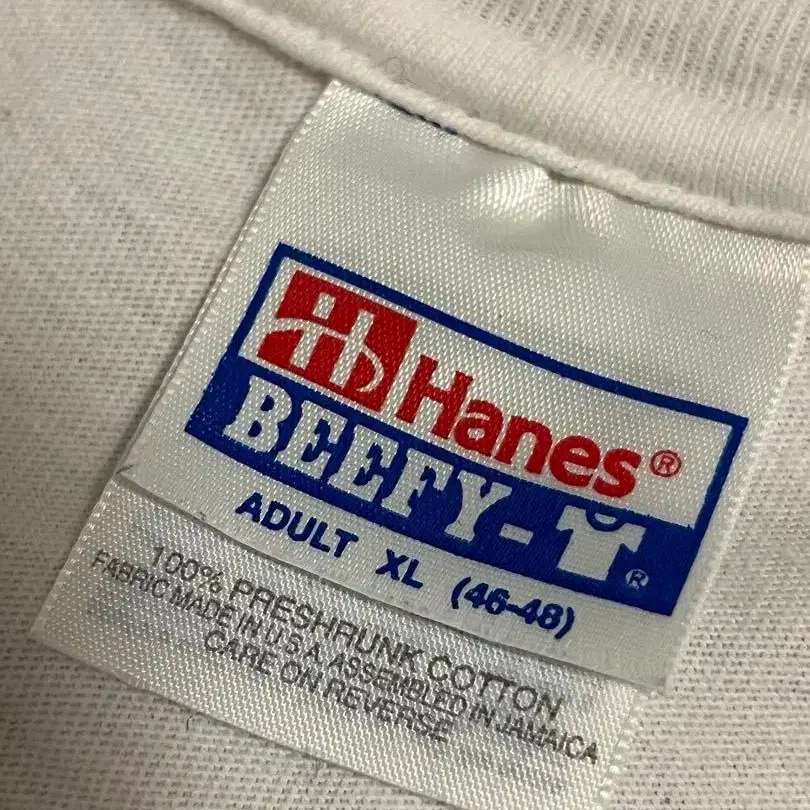 Hanes®
BEEFY-T®
ADULT XL (46-48)
100% PRESHRUNK COTTON
FABRIC MADE IN U.S.A. ASSEMBLED IN JAMAICA
CARE ON REVERSE